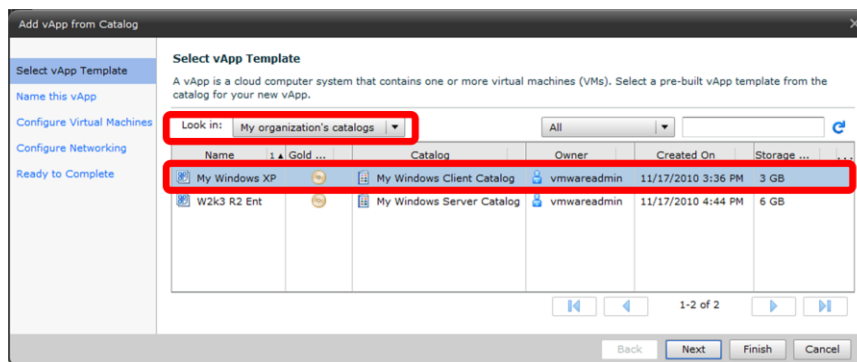 Add vApp from Catalog
Select vApp Template
Name this vApp
Configure Virtual Machines
Configure Networking
Ready to Complete
Select vApp Template
A vApp is a cloud computer system that contains one or more virtual machines (VMs). Select a pre-built vApp template from the
catalog for your new vApp.
Look in: My organization's catalogs All
Name 1 Gold ... Catalog Owner Created On Storage ... ...
My Windows XP My Windows Client Catalog vmwareadmin 11/17/2010 3:36 PM 3 GB
W2k3 R2 Ent My Windows Server Catalog vmwareadmin 11/17/2010 4:44 PM 6 GB
1-2 of 2
Back Next Finish Cancel